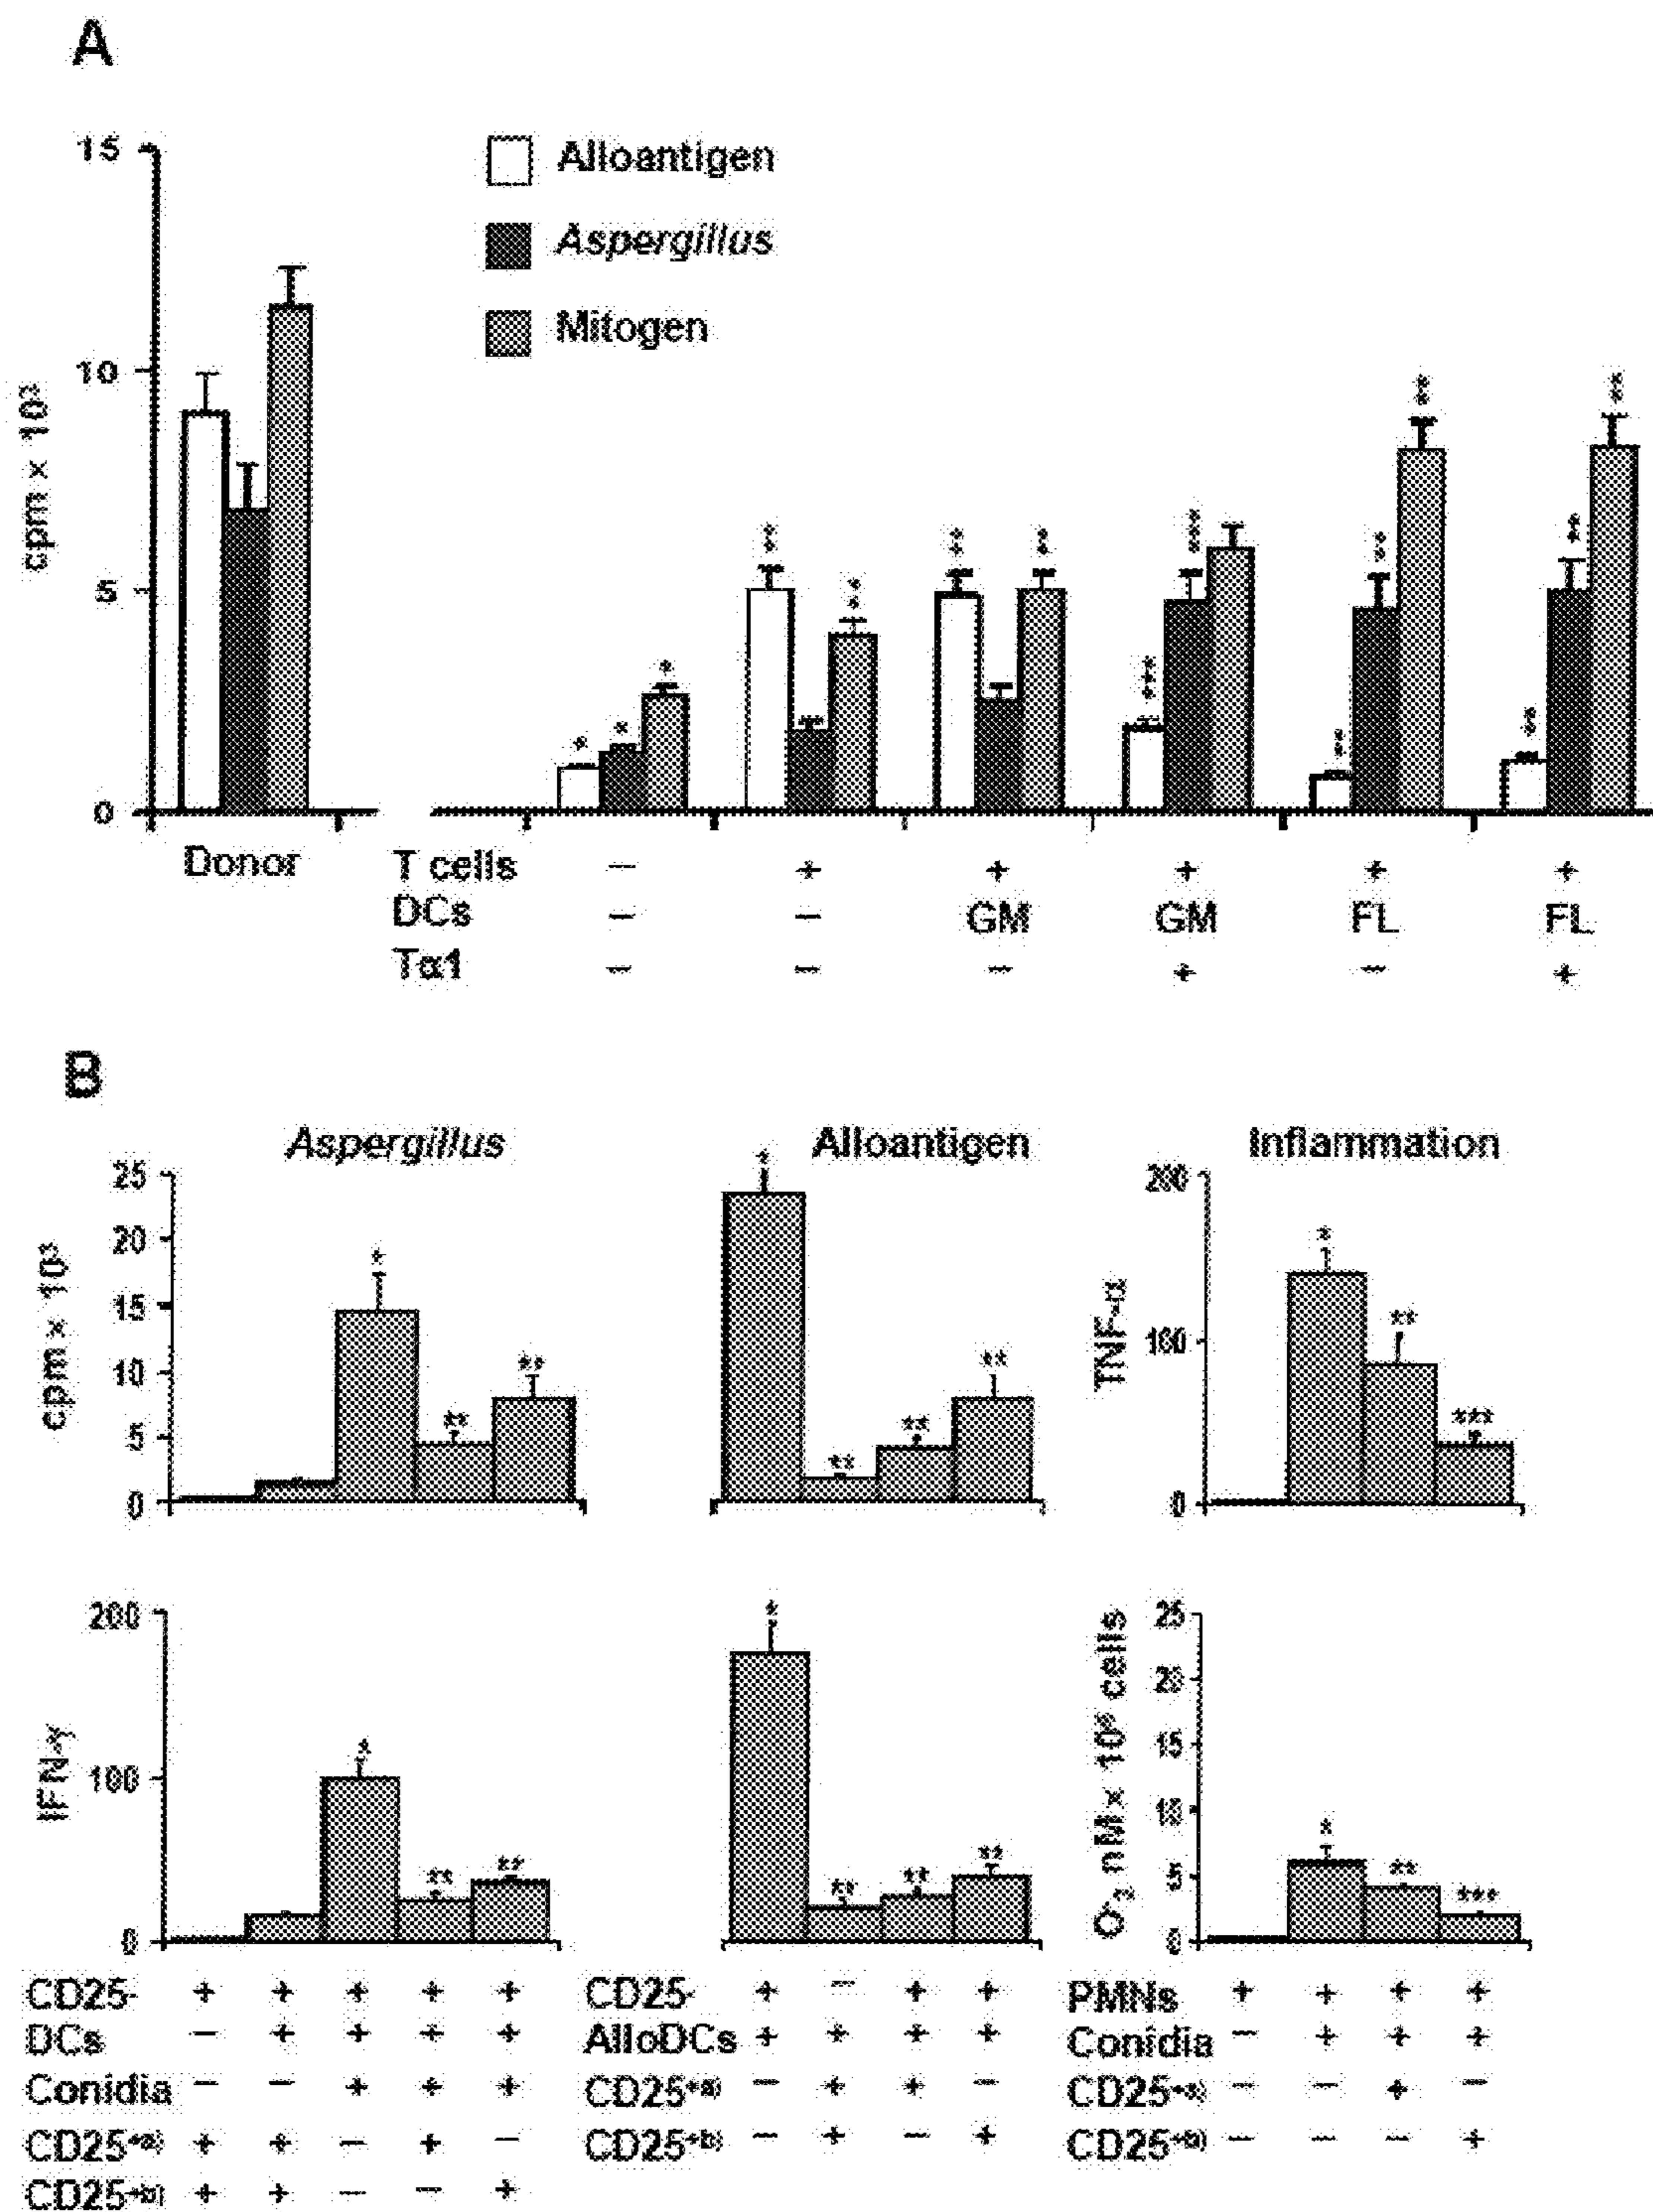 A
15
10
5
0
cpm × 10³
Alloantigen
Aspergillus
Mitogen
* * *
** **
** **
*** ***
** ** **
** ** **
Donor
T cells – + + + + +
DCs – – GM GM FL FL
Tα1 – – – + – +
B
Aspergillus
25
20
15
10
5
0
cpm × 10³
* ** **
Alloantigen
* ** ** **
Inflammation
200
100
0
TNF-α
* ** ***
200
100
0
IFN-γ
* ** **
* ** ** **
25
20
15
10
5
0
nM × 10⁶ cells
* ** ***
CD25- + + + + +
DCs – + + + +
Conidia – – + + +
CD25+a) + + – + –
CD25+b) + + – – +
CD25- + – + +
AlloDCs + + + +
CD25+a) – + + –
CD25+b) – + – +
PMNs + + + +
Conidia – + + +
CD25+a) – – + –
CD25+b) – – – +